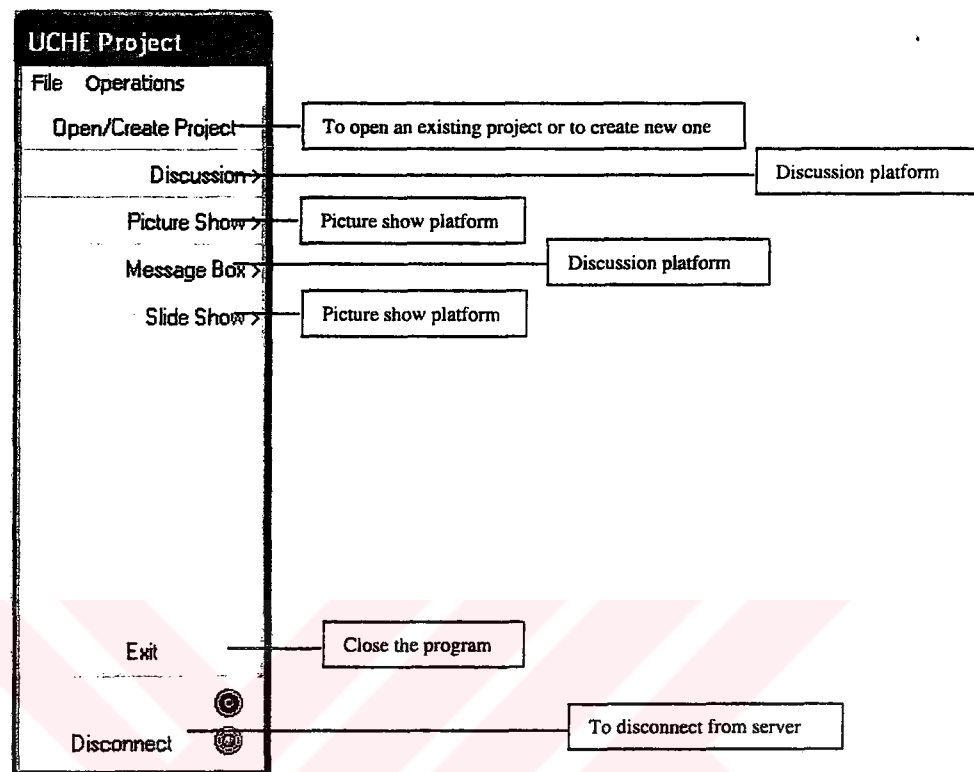 UCHE Project
File Operations
Open/Create Project
To open an existing project or to create new one
Discussion >
Discussion platform
Picture Show >
Picture show platform
Message Box >
Discussion platform
Slide Show >
Picture show platform
Exit
Close the program
Disconnect
To disconnect from server